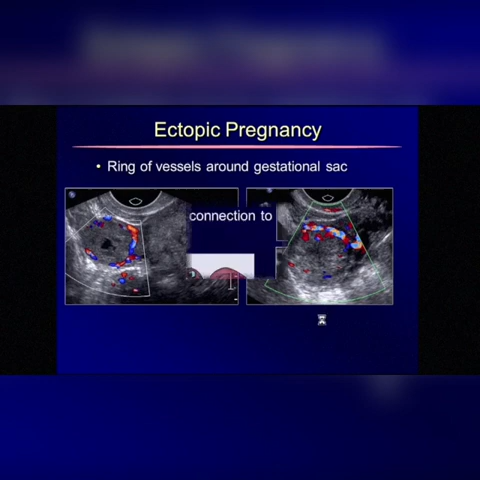 Ectopic Pregnancy
• Ring of vessels around gestational sac
connection to